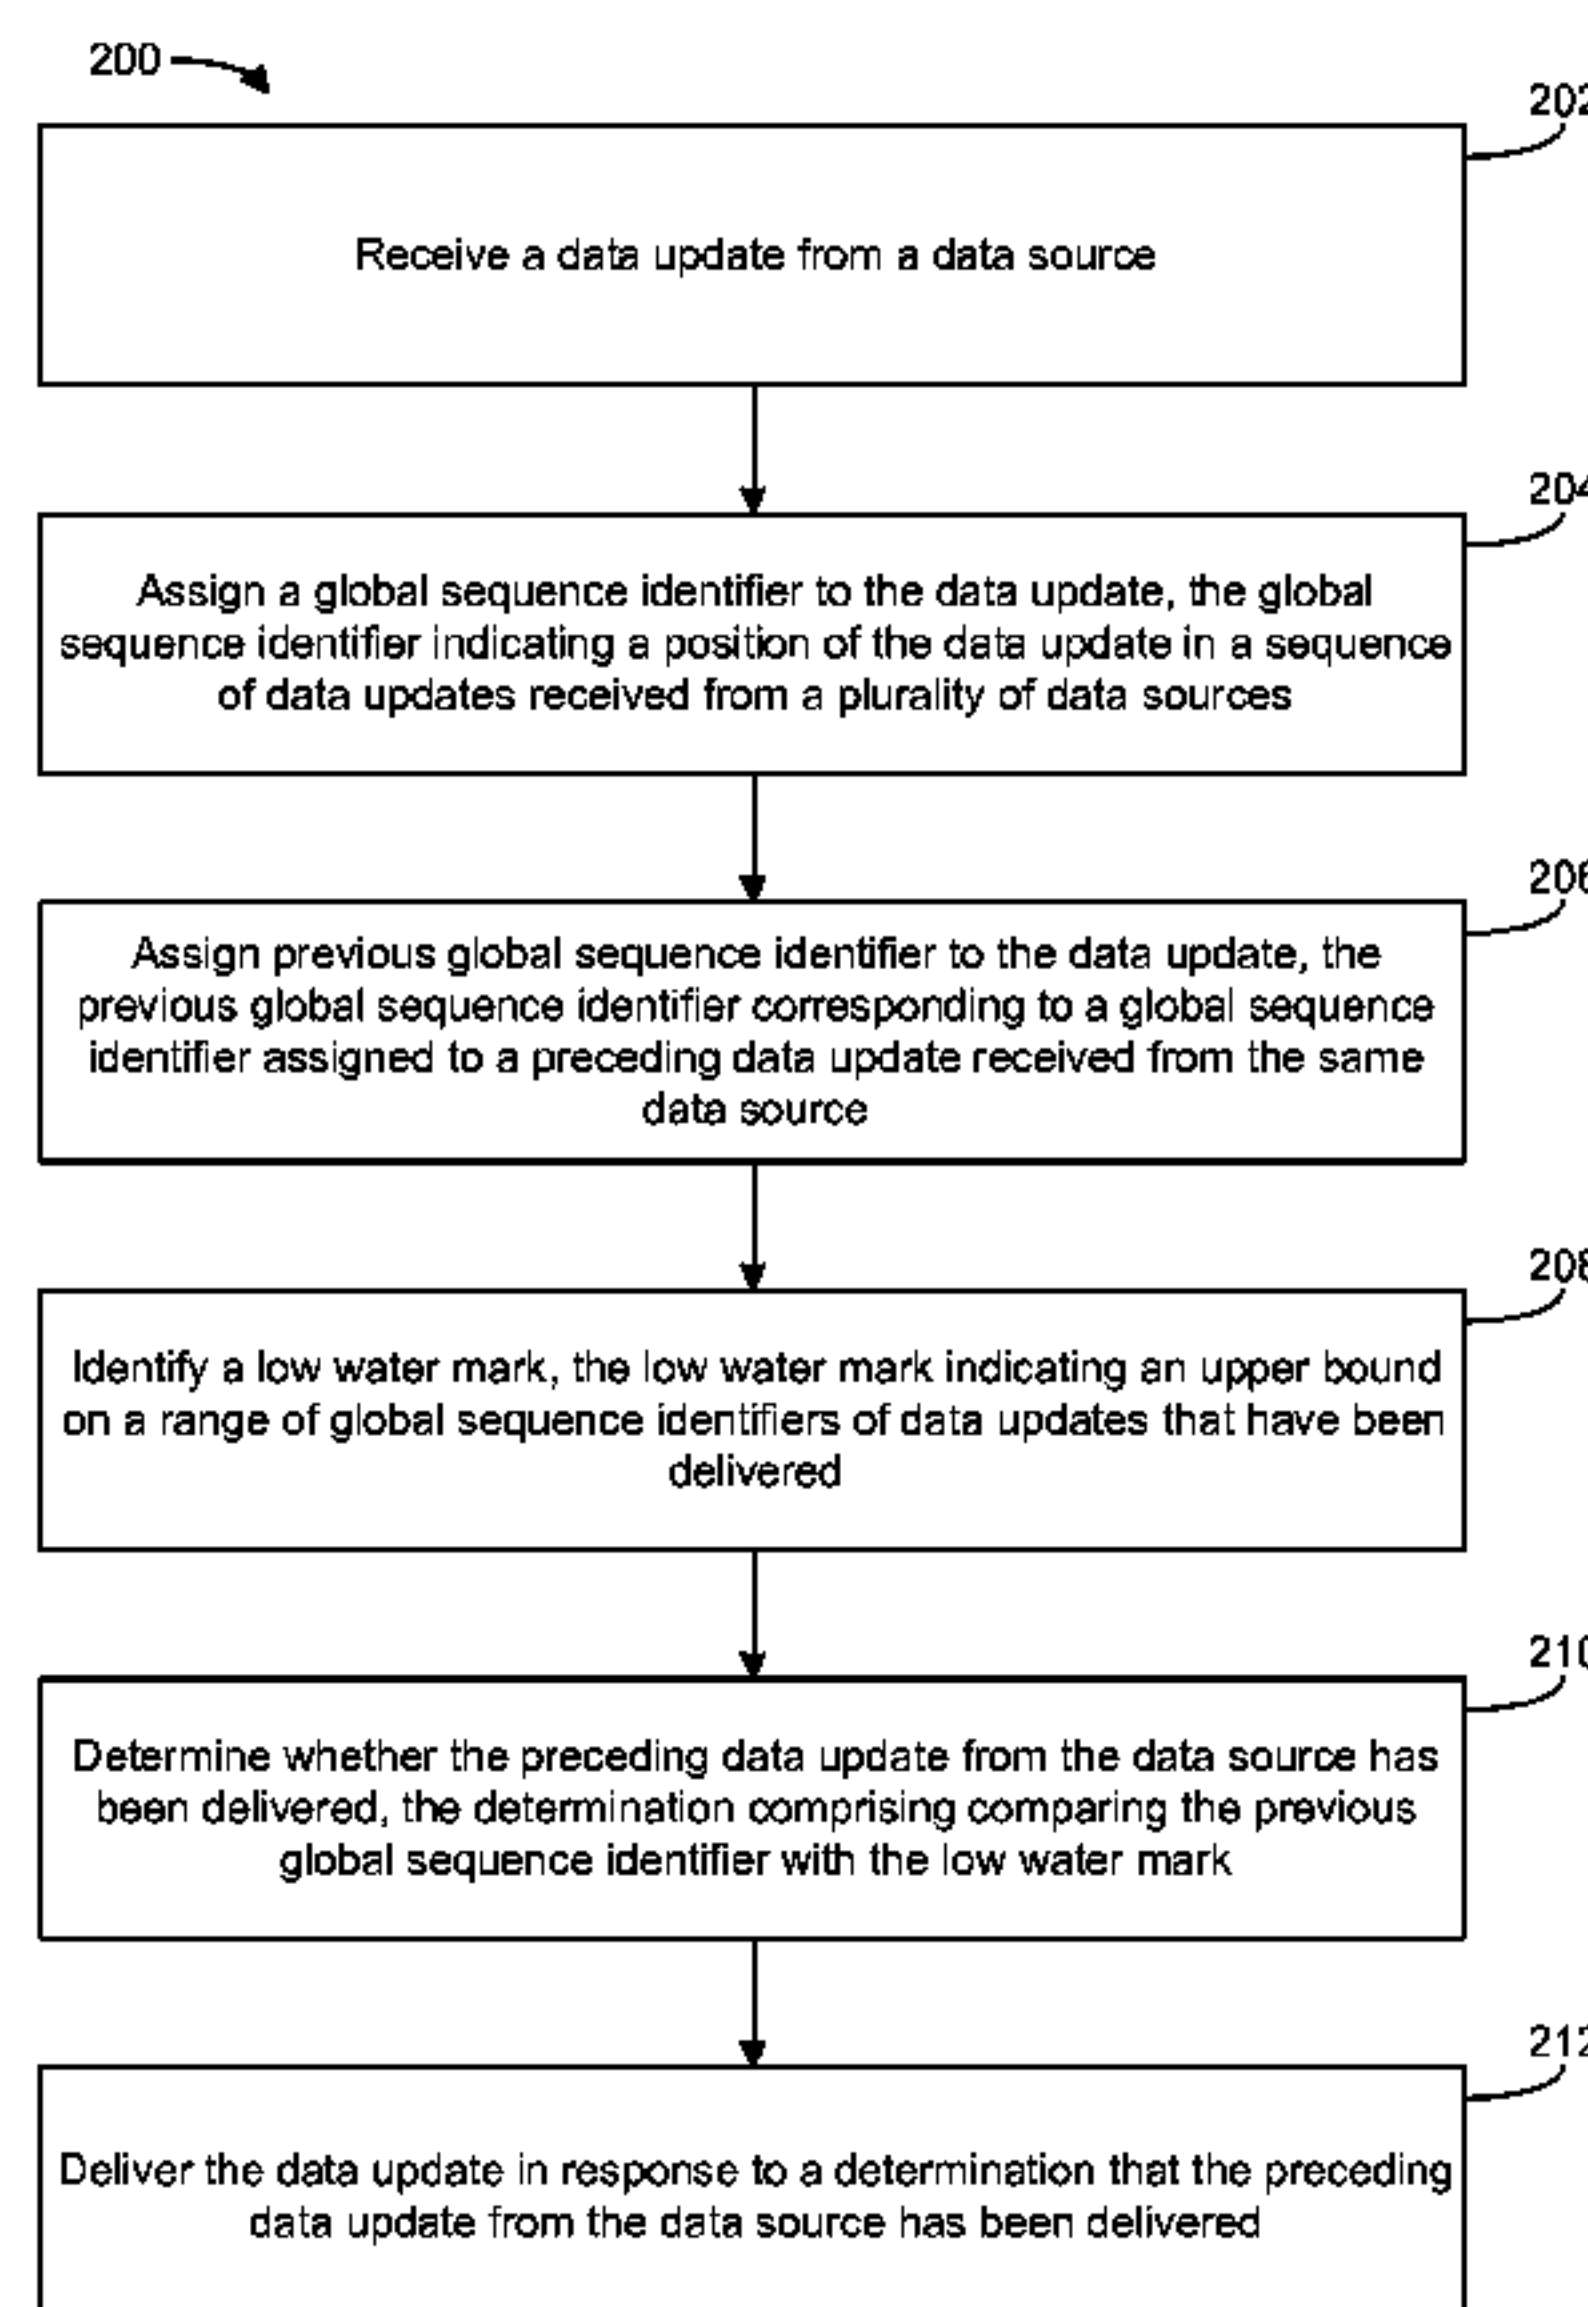 200
202
Receive a data update from a data source
204
Assign a global sequence identifier to the data update, the global
sequence identifier indicating a position of the data update in a sequence
of data updates received from a plurality of data sources
206
Assign previous global sequence identifier to the data update, the
previous global sequence identifier corresponding to a global sequence
identifier assigned to a preceding data update received from the same
data source
208
Identify a low water mark, the low water mark indicating an upper bound
on a range of global sequence identifiers of data updates that have been
delivered
210
Determine whether the preceding data update from the data source has
been delivered, the determination comprising comparing the previous
global sequence identifier with the low water mark
212
Deliver the data update in response to a determination that the preceding
data update from the data source has been delivered